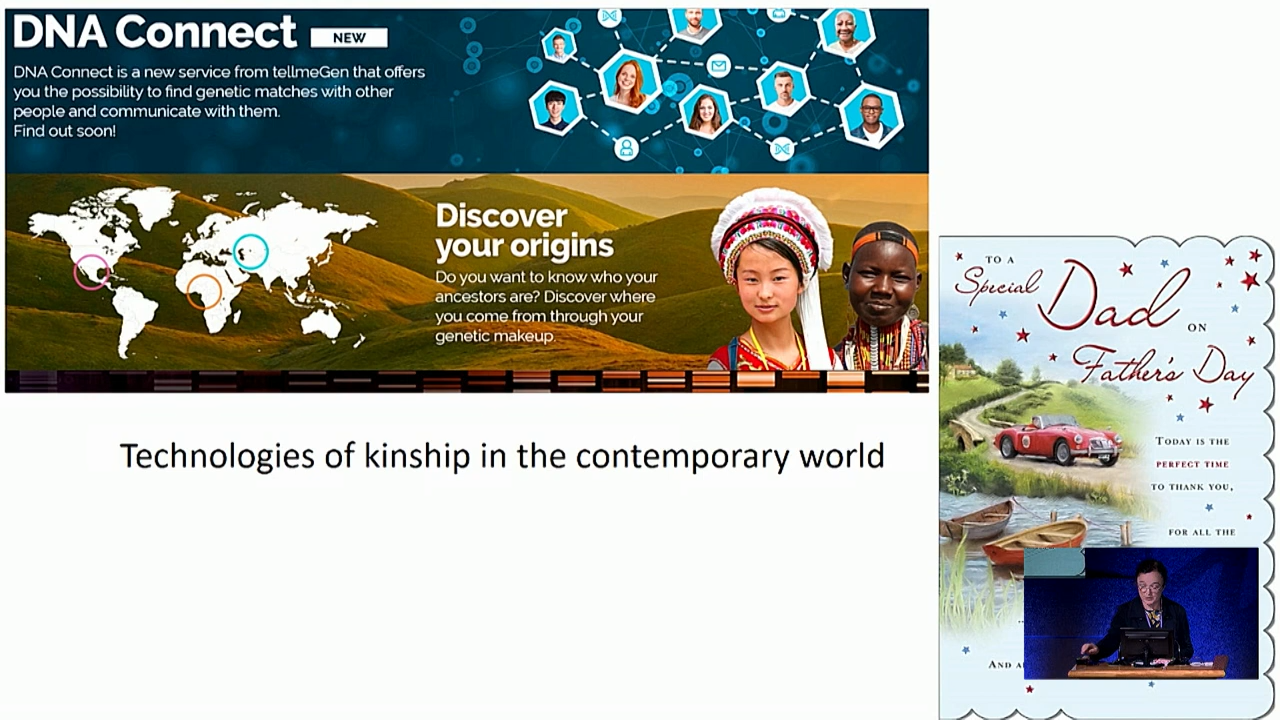 DNA Connect NEW
DNA Connect is a new service from tellmeGen that offers
you the possibility to find genetic matches with other
people and communicate with them.
Find out soon!
Discover
your origins
Do you want to know who your
ancestors are? Discover where
you come from through your
genetic makeup.
Technologies of kinship in the contemporary world
TO A
Special Dad ON
Father's Day
TODAY IS THE
PERFECT TIME
TO THANK YOU,
FOR ALL THE
AND